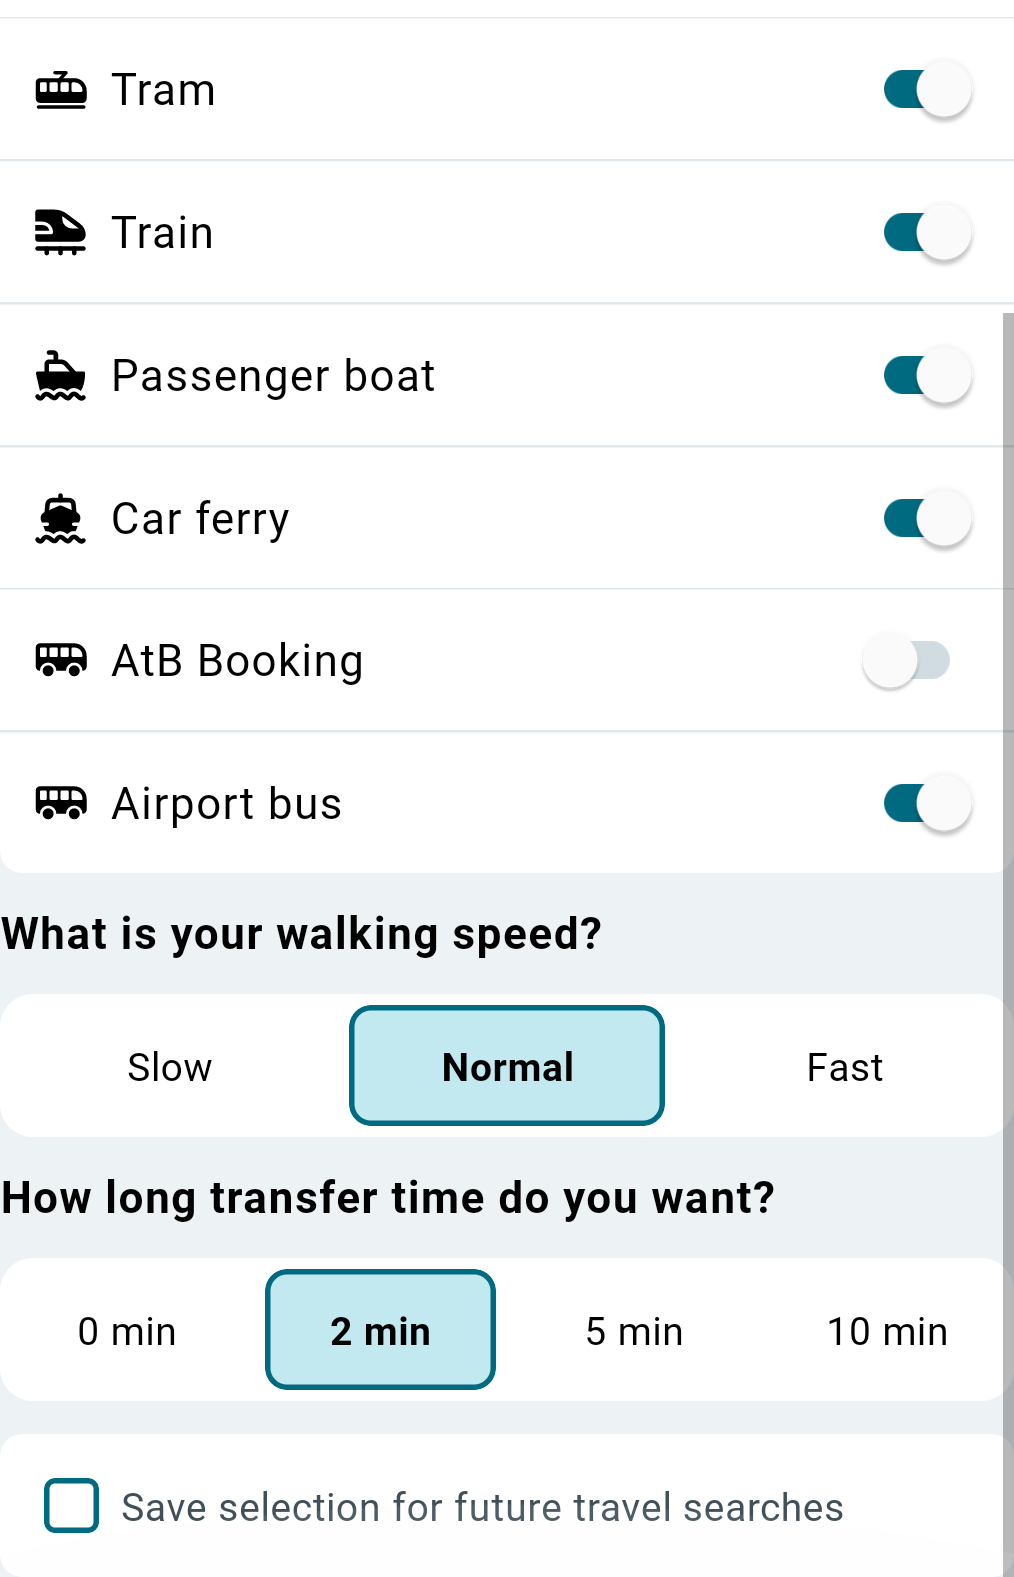 Tram
Train
Passenger boat
Car ferry
AtB Booking
Airport bus
What is your walking speed?
Slow Normal Fast
How long transfer time do you want?
0 min 2 min 5 min 10 min
Save selection for future travel searches